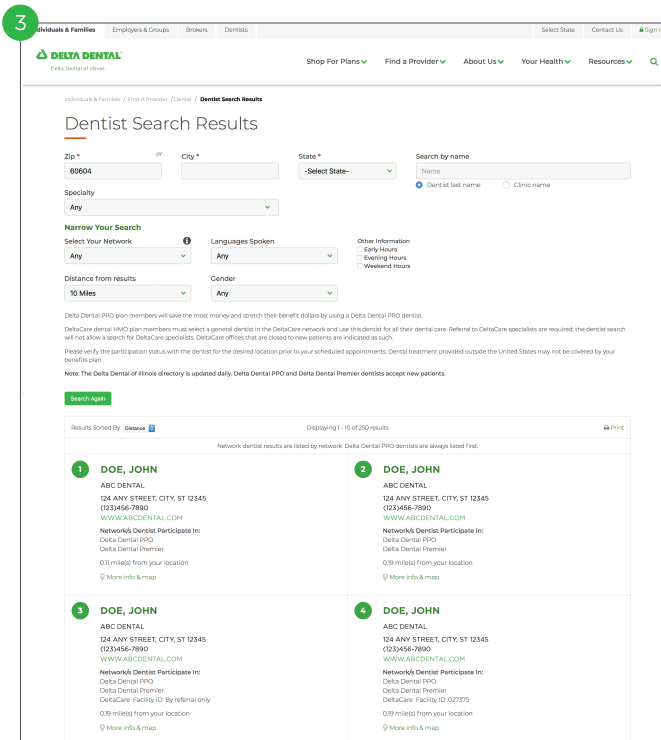 3
Individuals & Families Employers & Groups Brokers Dentists Select State Contact Us Sign i
DELTA DENTAL®
Delta Dental of Illinois
Shop For Plans Find a Provider About Us Your Health Resources
Individuals & Families / Find A Provider / Dental / Dentist Search Results
Dentist Search Results
Zip * or City * State * Search by name
60604 -Select State- Name
Dentist last name Clinic name
Specialty
Any
Narrow Your Search
Select Your Network Languages Spoken Other Information
Early Hours
Any Any Evening Hours
Weekend Hours
Distance from results Gender
10 Miles Any
Delta Dental PPO plan members will save the most money and stretch their benefit dollars by using a Delta Dental PPO dentist.
DeltaCare dental HMO plan members must select a general dentist in the DeltaCare network and use this dentist for all their dental care. Referral to DeltaCare specialists are required; the dentist search
will not allow a search for DeltaCare specialists. DeltaCare offices that are closed to new patients are indicated as such.
Please verify the participation status with the dentist for the desired location prior to your scheduled appointments. Dental treatment provided outside the United States may not be covered by your
benefits plan.
Note: The Delta Dental of Illinois directory is updated daily. Delta Dental PPO and Delta Dental Premier dentists accept new patients.
Search Again
Results Sorted By Distance Displaying 1 - 10 of 250 results Print
Network dentist results are listed by network. Delta Dental PPO dentists are always listed first.
1 DOE, JOHN
ABC DENTAL
124 ANY STREET, CITY, ST 12345
(123)456-7890
WWW.ABCDENTAL.COM
Network/s Dentist Participate In:
Delta Dental PPO
Delta Dental Premier
0.11 mile(s) from your location
More info & map
2 DOE, JOHN
ABC DENTAL
124 ANY STREET, CITY, ST 12345
(123)456-7890
WWW.ABCDENTAL.COM
Network/s Dentist Participate In:
Delta Dental PPO
Delta Dental Premier
0.19 mile(s) from your location
More info & map
3 DOE, JOHN
ABC DENTAL
124 ANY STREET, CITY, ST 12345
(123)456-7890
WWW.ABCDENTAL.COM
Network/s Dentist Participate In:
Delta Dental PPO
Delta Dental Premier
DeltaCare Facility ID: By referral only
0.19 mile(s) from your location
More info & map
4 DOE, JOHN
ABC DENTAL
124 ANY STREET, CITY, ST 12345
(123)456-7890
WWW.ABCDENTAL.COM
Network/s Dentist Participate In:
Delta Dental PPO
Delta Dental Premier
DeltaCare Facility ID: 027375
0.19 mile(s) from your location
More info & map